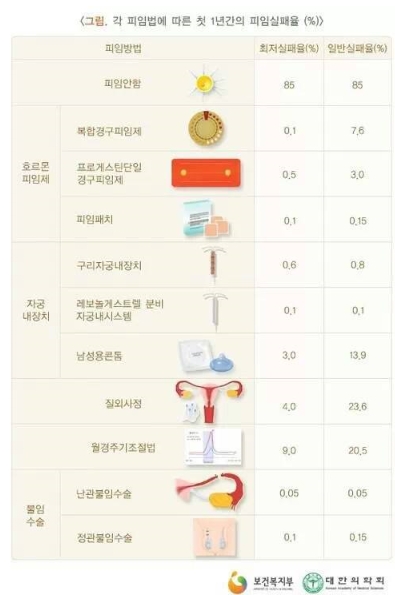 <그림. 각 피임법에 따른 첫 1년간의 피임실패율 (%)>
피임방법 최저실패율(%) 일반실패율(%)
피임안함 85 85
호르몬 피임제
복합경구피임제 0,1 7,6
프로게스틴단일 경구피임제 0,5 3,0
피임패치 0,1 0,15
자궁 내장치
구리자궁내장치 0,6 0,8
레보놀게스트렐 분비 자궁내시스템 0,1 0,1
남성용콘돔 3,0 13,9
질외사정 4,0 23,6
월경주기조절법 9,0 20,5
불임 수술
난관불임수술 0,05 0,05
정관불임수술 0,1 0,15
보건복지부 대한의학회